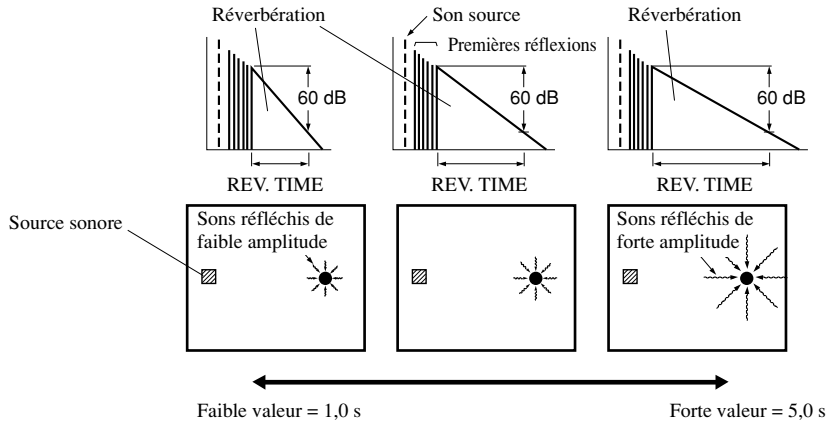 Réverbération
Son source
Réverbération
Premières réflexions
60 dB
60 dB
60 dB
REV. TIME
REV. TIME
REV. TIME
Source sonore
Sons réfléchis de
faible amplitude
Sons réfléchis de
forte amplitude
Faible valeur = 1,0 s
Forte valeur = 5,0 s